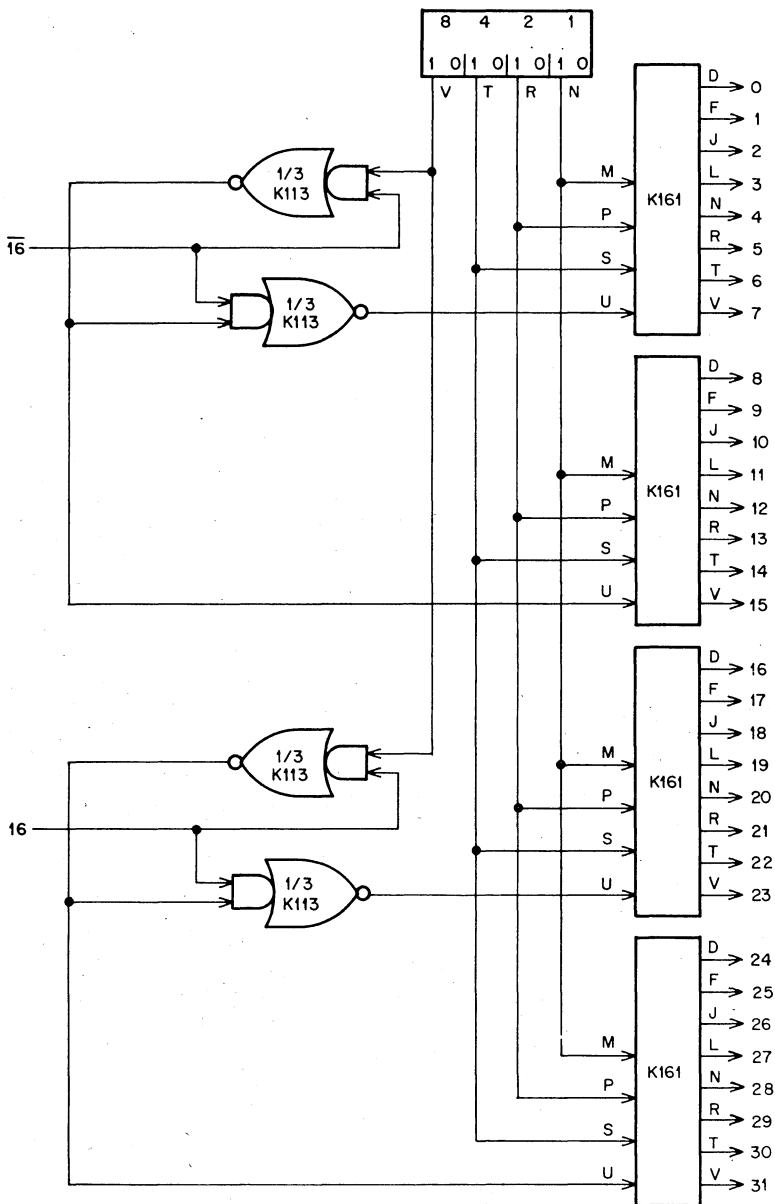 8 4 2 1
1 0 1 0 1 0 1 0
V T R N
1/3 K113
16
1/3 K113
M
P
S
U
K161
D 0
F 1
J 2
L 3
N 4
R 5
T 6
V 7
M
P
S
U
K161
D 8
F 9
J 10
L 11
N 12
R 13
T 14
V 15
1/3 K113
16
1/3 K113
M
P
S
U
K161
D 16
F 17
J 18
L 19
N 20
R 21
T 22
V 23
M
P
S
U
K161
D 24
F 25
J 26
L 27
N 28
R 29
T 30
V 31